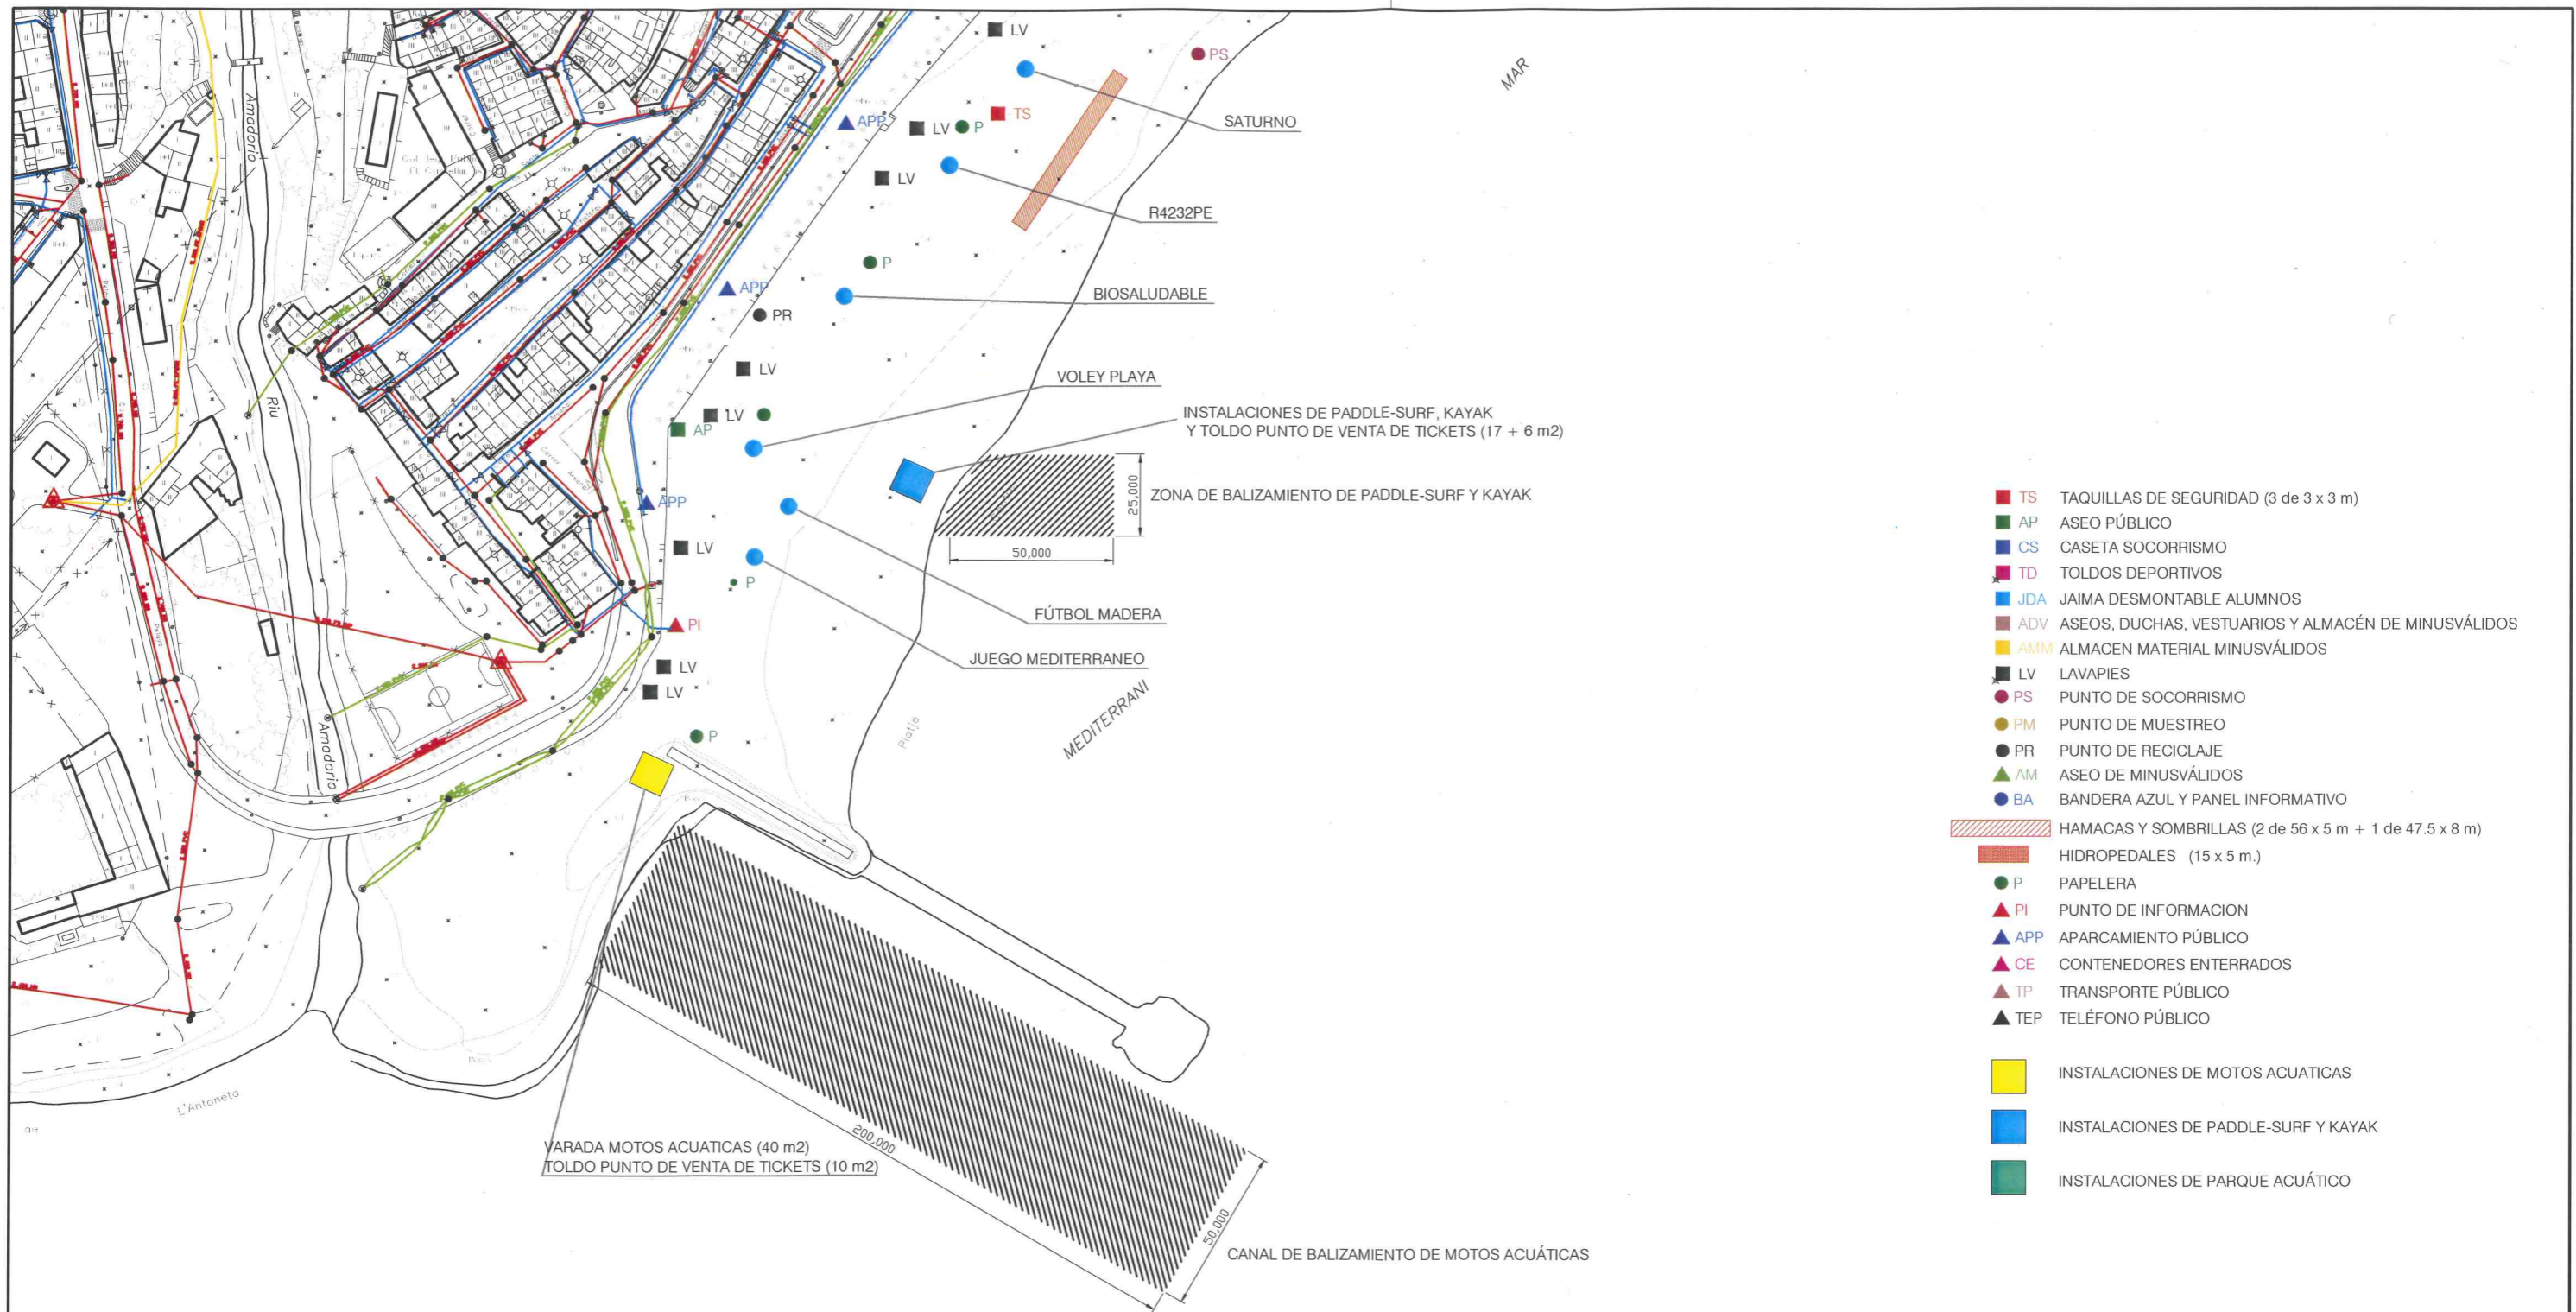 LV
PS
MAR
TS
SATURNO
APP
LV
P
LV
R4232PE
P
BIOSALUDABLE
APP
PR
LV
VOLEY PLAYA
LV
AP
INSTALACIONES DE PADDLE-SURF, KAYAK
Y TOLDO PUNTO DE VENTA DE TICKETS (17 + 6 m2)
25,000
ZONA DE BALIZAMIENTO DE PADDLE-SURF Y KAYAK
50,000
APP
LV
P
FÚTBOL MADERA
PI
JUEGO MEDITERRANEO
LV
LV
P
Platja
MEDITERRANI
Amadorio
Riu
Amadorio
L'Antoneta
de
VARADA MOTOS ACUATICAS (40 m2)
TOLDO PUNTO DE VENTA DE TICKETS (10 m2)
200,000
50,000
CANAL DE BALIZAMIENTO DE MOTOS ACUÁTICAS
TS TAQUILLAS DE SEGURIDAD (3 de 3 x 3 m)
AP ASEO PÚBLICO
CS CASETA SOCORRISMO
TD TOLDOS DEPORTIVOS
JDA JAIMA DESMONTABLE ALUMNOS
ADV ASEOS, DUCHAS, VESTUARIOS Y ALMACÉN DE MINUSVÁLIDOS
AMM ALMACEN MATERIAL MINUSVÁLIDOS
LV LAVAPIES
PS PUNTO DE SOCORRISMO
PM PUNTO DE MUESTREO
PR PUNTO DE RECICLAJE
AM ASEO DE MINUSVÁLIDOS
BA BANDERA AZUL Y PANEL INFORMATIVO
HAMACAS Y SOMBRILLAS (2 de 56 x 5 m + 1 de 47.5 x 8 m)
HIDROPEDALES (15 x 5 m.)
P PAPELERA
PI PUNTO DE INFORMACION
APP APARCAMIENTO PÚBLICO
CE CONTENEDORES ENTERRADOS
TP TRANSPORTE PÚBLICO
TEP TELÉFONO PÚBLICO
INSTALACIONES DE MOTOS ACUATICAS
INSTALACIONES DE PADDLE-SURF Y KAYAK
INSTALACIONES DE PARQUE ACUÁTICO